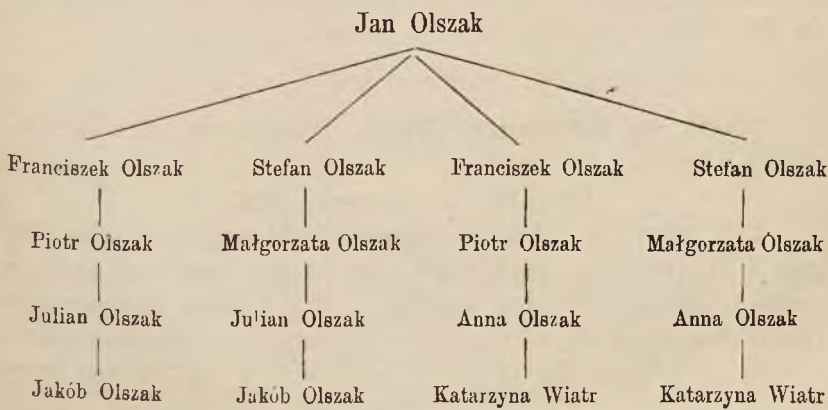 Jan Olszak
Franciszek Olszak Stefan Olszak Franciszek Olszak Stefan Olszak
Piotr Olszak Małgorzata Olszak Piotr Olszak Małgorzata Olszak
Julian Olszak Julian Olszak Anna Olszak Anna Olszak
Jakób Olszak Jakób Olszak Katarzyna Wiatr Katarzyna Wiatr